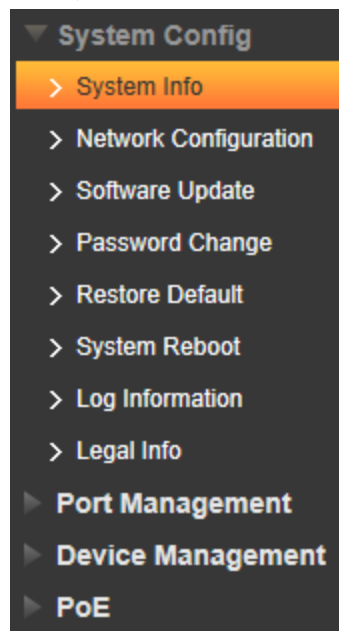 System Config
System Info
Network Configuration
Software Update
Password Change
Restore Default
System Reboot
Log Information
Legal Info
Port Management
Device Management
PoE